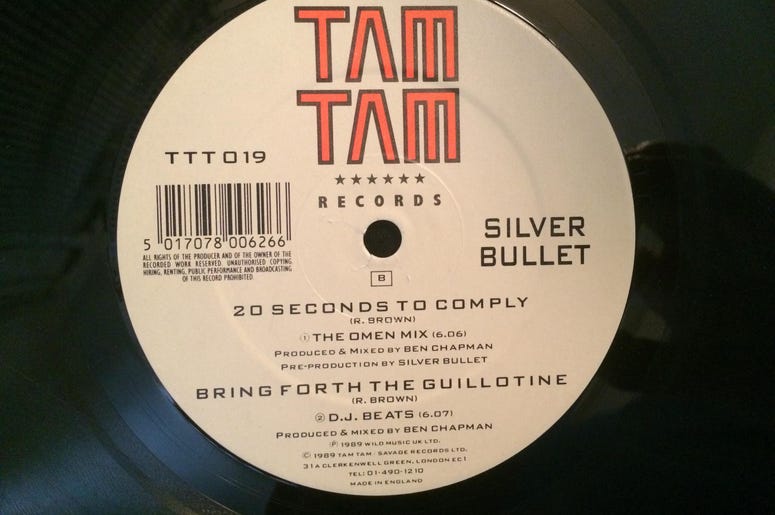 TAM
TAM
★★★★★★
RECORDS
TTT 019
5 017078 006266
ALL RIGHTS OF THE PRODUCER AND OF THE OWNER OF THE
RECORDED WORK RESERVED. UNAUTHORISED COPYING
HIRING, RENTING, PUBLIC PERFORMANCE AND BROADCASTING
OF THIS RECORD PROHIBITED.
SILVER
BULLET
B
20 SECONDS TO COMPLY
(R. BROWN)
① THE OMEN MIX (6.06)
PRODUCED & MIXED BY BEN CHAPMAN
PRE-PRODUCTION BY SILVER BULLET
BRING FORTH THE GUILLOTINE
(R. BROWN)
② D.J. BEATS (6.07)
PRODUCED & MIXED BY BEN CHAPMAN
℗ 1989 WILD MUSIC UK LTD.
© 1989 TAM TAM / SAVAGE RECORDS LTD.
31A CLERKENWELL GREEN, LONDON EC1
TEL: 01-490-1210
MADE IN ENGLAND